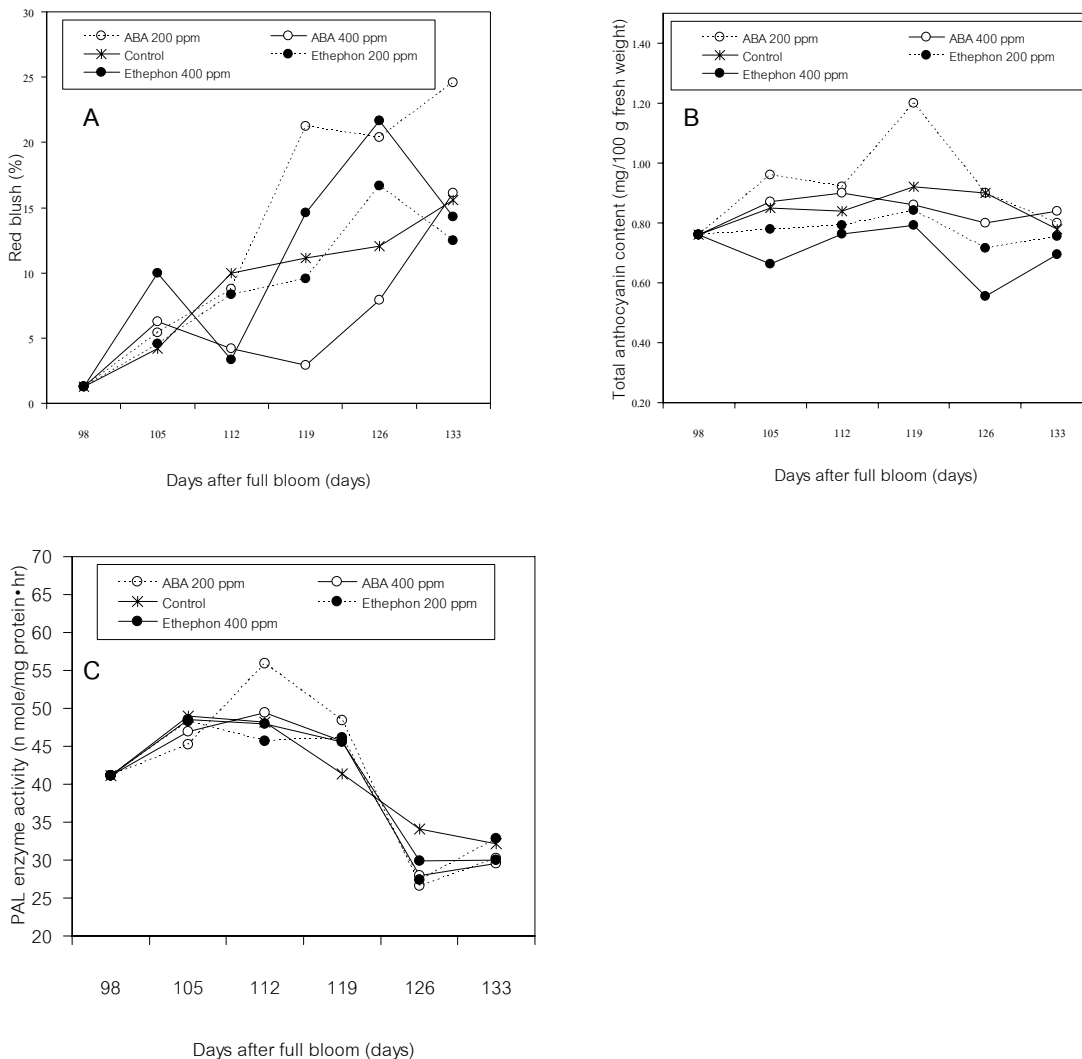 30
25
20
15
10
5
0
Red blush (%)
ABA 200 ppm
ABA 400 ppm
Control
Ethephon 200 ppm
Ethephon 400 ppm
A
98 105 112 119 126 133
Days after full bloom (days)
1.40
1.20
1.00
0.80
0.60
0.40
0.20
Total anthocyanin content (mg/100 g fresh weight)
ABA 200 ppm
ABA 400 ppm
Control
Ethephon 200 ppm
Ethephon 400 ppm
B
98 105 112 119 126 133
Days after full bloom (days)
70
65
60
55
50
45
40
35
30
25
20
PAL enzyme activity (n mole/mg protein•hr)
ABA 200 ppm
ABA 400 ppm
Control
Ethephon 200 ppm
Ethephon 400 ppm
C
98 105 112 119 126 133
Days after full bloom (days)